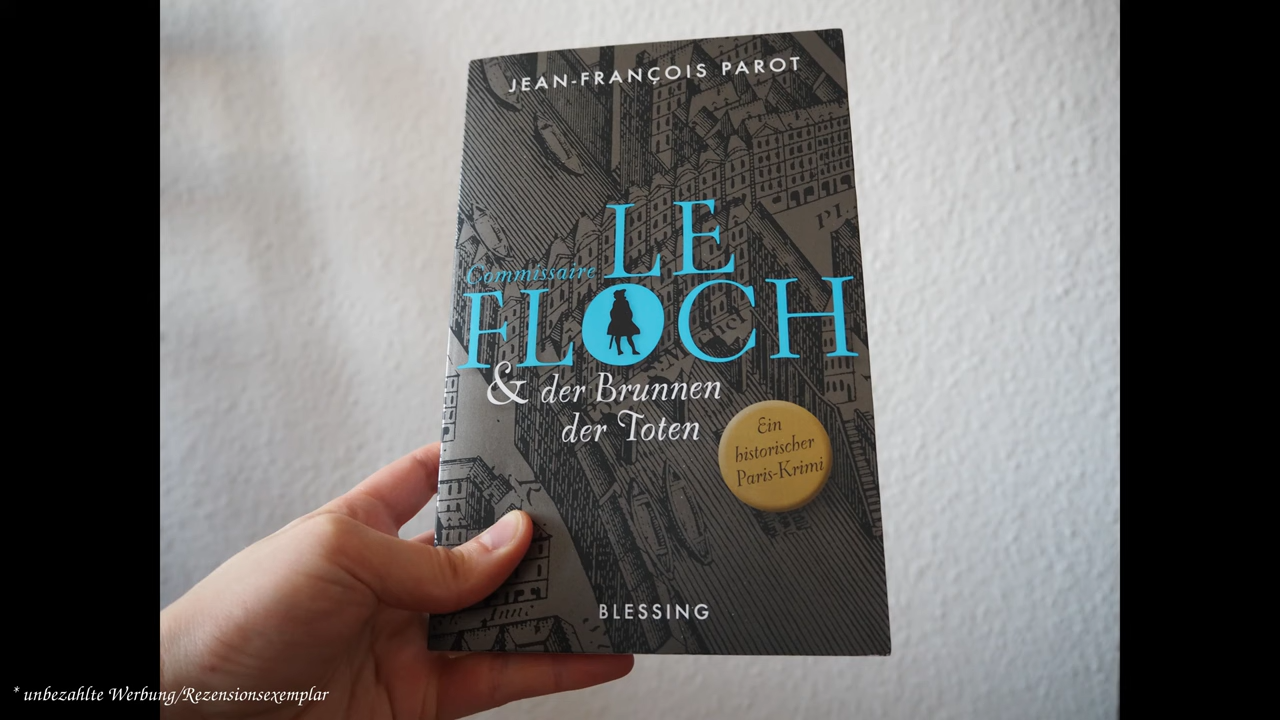 JEAN-FRANÇOIS PAROT
Commissaire LE
FLOCH
& der Brunnen
der Toten
Ein
historischer
Paris-Krimi
BLESSING
* unbezahlte Werbung/Rezensionsexemplar